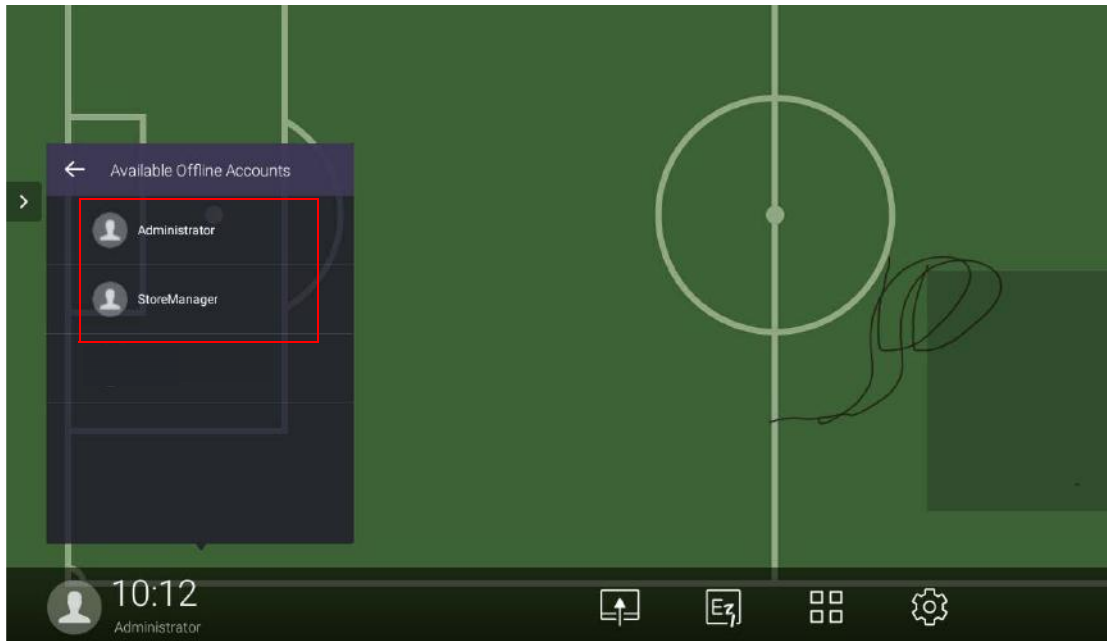 Available Offline Accounts
Administrator
StoreManager
10:12
Administrator